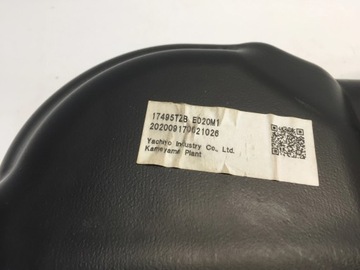 17495T2B E020M1
202009170621026
Yachiyo Industry Co., Ltd.
Kameyama Plant